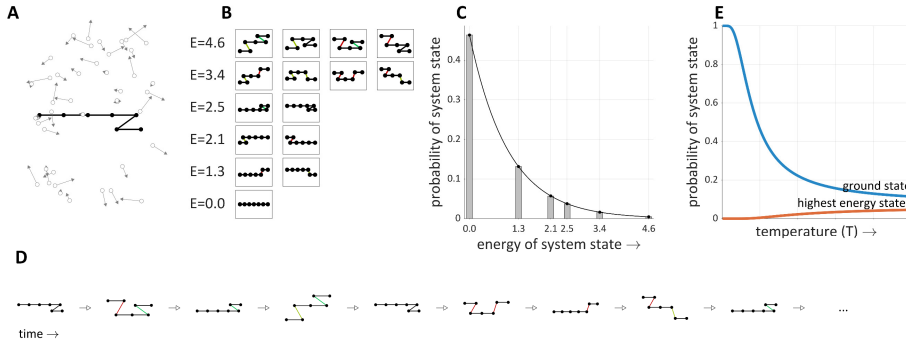 A
B
E=4.6
E=3.4
E=2.5
E=2.1
E=1.3
E=0.0
C
probability of system state
0.4
0.3
0.2
0.1
0
0.0
1.3
2.1
2.5
3.4
4.6
energy of system state →
E
probability of system state
1
0.8
0.6
0.4
0.2
0
ground state
highest energy state
temperature (T) →
D
time →
...